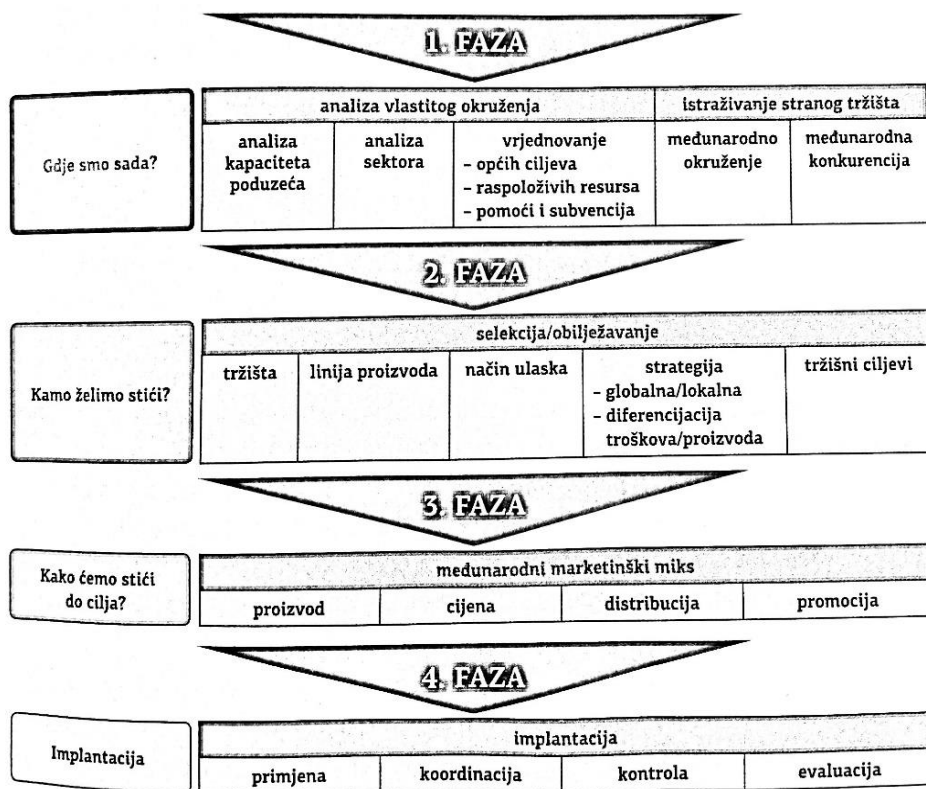 1. FAZA
Gdje smo sada?
analiza vlastitog okruženja
istraživanje stranog tržišta
analiza
kapaciteta
poduzeća
analiza
sektora
vrjednovanje
– općih ciljeva
– raspoloživih resursa
– pomoći i subvencija
međunarodno
okruženje
međunarodna
konkurencija
2. FAZA
Kamo želimo stići?
selekcija/obilježavanje
tržišta
linija proizvoda
način ulaska
strategija
– globalna/lokalna
– diferencijacija
troškova/proizvoda
tržišni ciljevi
3. FAZA
Kako ćemo stići
do cilja?
međunarodni marketinški miks
proizvod
cijena
distribucija
promocija
4. FAZA
Implantacija
implantacija
primjena
koordinacija
kontrola
evaluacija